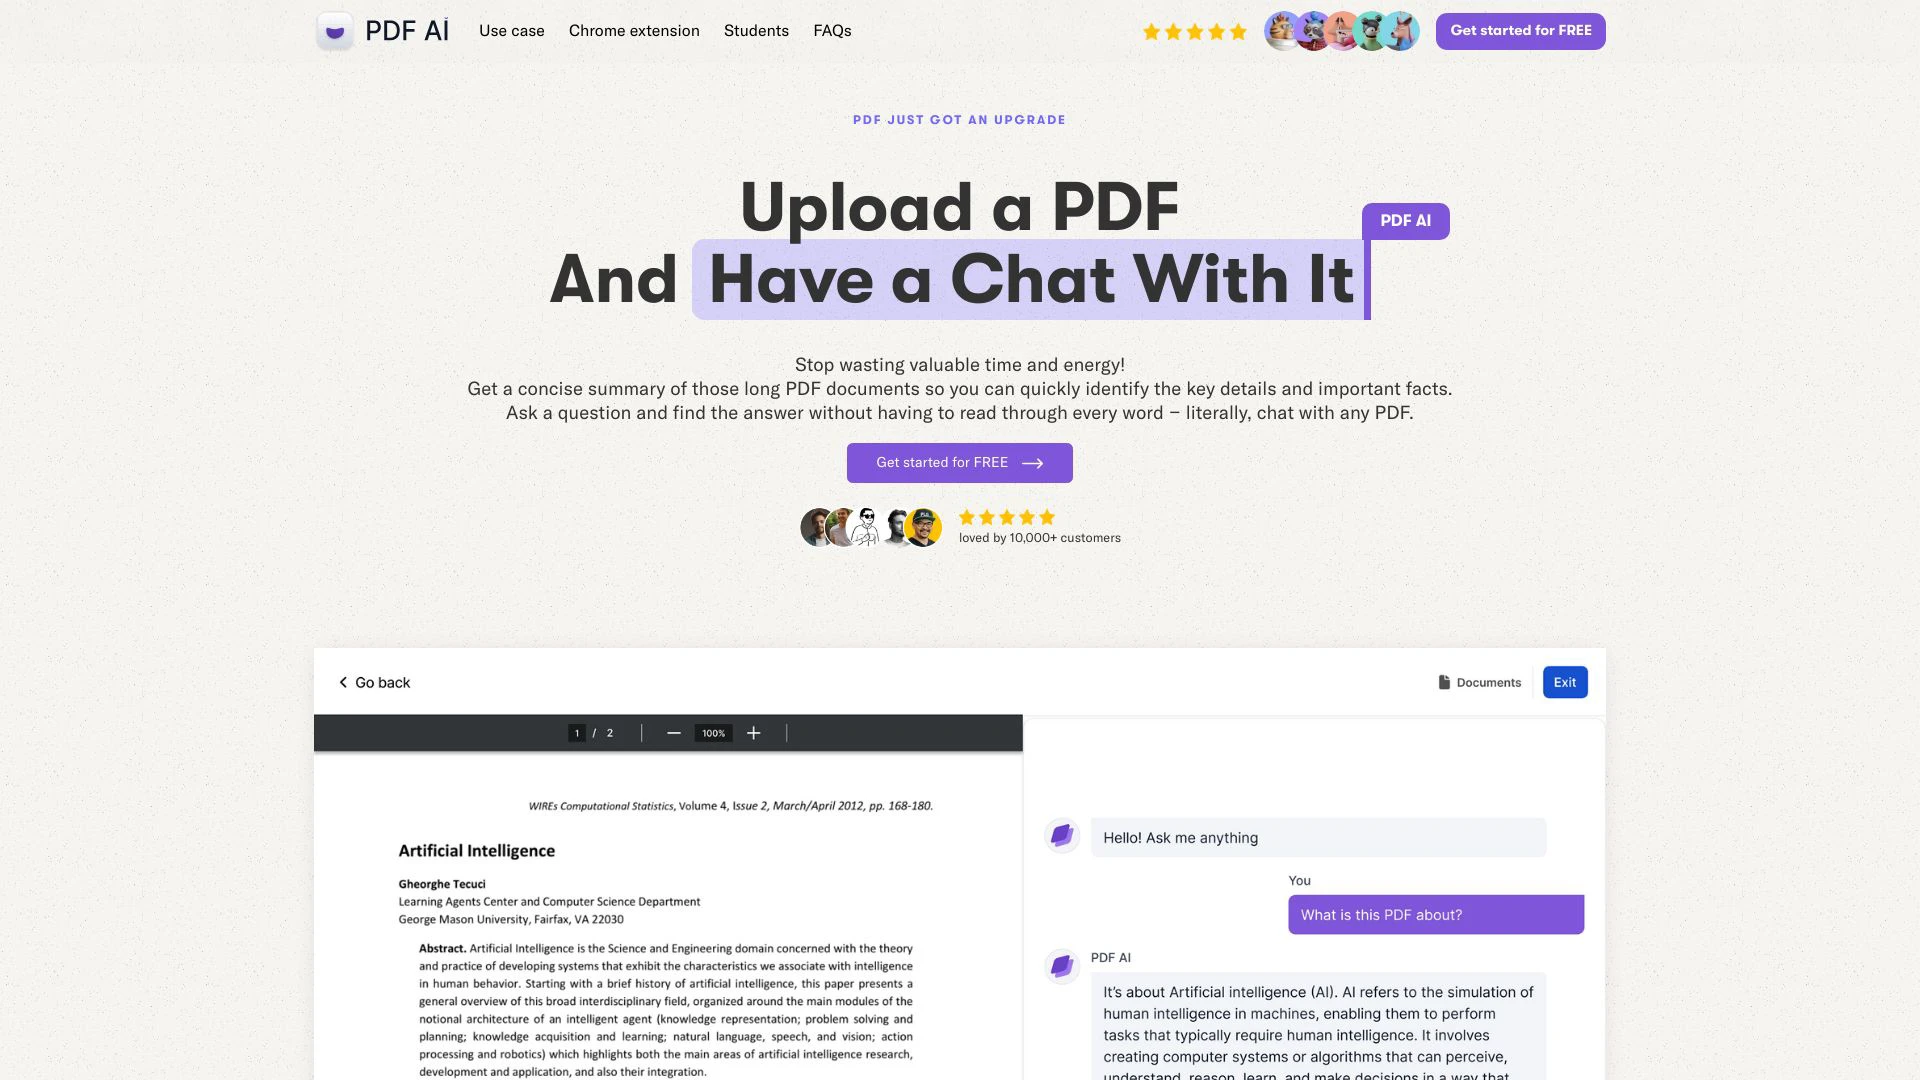 PDF AI
Use case
Chrome extension
Students
FAQs
Get started for FREE
PDF JUST GOT AN UPGRADE
Upload a PDF
And Have a Chat With It
PDF AI
Stop wasting valuable time and energy!
Get a concise summary of those long PDF documents so you can quickly identify the key details and important facts.
Ask a question and find the answer without having to read through every word – literally, chat with any PDF.
Get started for FREE
loved by 10,000+ customers
Go back
Documents
Exit
1 / 2
100%
WIREs Computational Statistics, Volume 4, Issue 2, March/April 2012, pp. 168-180.
Artificial Intelligence
Gheorghe Tecuci
Learning Agents Center and Computer Science Department
George Mason University, Fairfax, VA 22030
Abstract. Artificial Intelligence is the Science and Engineering domain concerned with the theory
and practice of developing systems that exhibit the characteristics we associate with intelligence
in human behavior. Starting with a brief history of artificial intelligence, this paper presents a
general overview of this broad interdisciplinary field, organized around the main modules of the
notional architecture of an intelligent agent (knowledge representation; problem solving and
planning; knowledge acquisition and learning; natural language, speech, and vision; action
processing and robotics) which highlights both the main areas of artificial intelligence research,
development and application, and also their integration.
Hello! Ask me anything
You
What is this PDF about?
PDF AI
It's about Artificial intelligence (AI). AI refers to the simulation of
human intelligence in machines, enabling them to perform
tasks that typically require human intelligence. It involves
creating computer systems or algorithms that can perceive,
understand, reason, learn, and make decisions in a way that